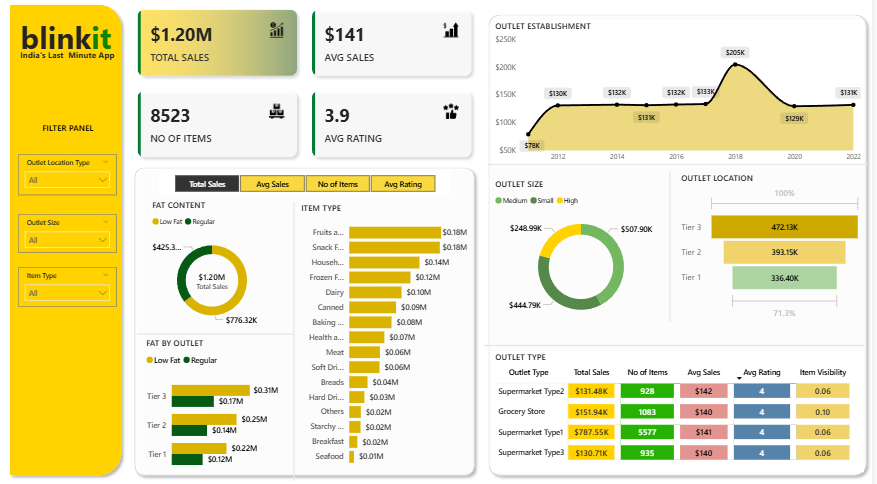 blinkit
India's Last Minute App
FILTER PANEL
Outlet Location Type
All
Outlet Size
All
Item Type
All
$1.20M
TOTAL SALES
$141
AVG SALES
8523
NO OF ITEMS
3.9
AVG RATING
Total Sales Avg Sales No of Items Avg Rating
FAT CONTENT
Low Fat Regular
$425.3...
$1.20M
Total Sales
$776.32K
FAT BY OUTLET
Low Fat Regular
Tier 3 $0.31M
$0.17M
Tier 2 $0.25M
$0.14M
Tier 1 $0.22M
$0.12M
ITEM TYPE
Fruits a... $0.18M
Snack F... $0.18M
Househ... $0.14M
Frozen F... $0.12M
Dairy $0.10M
Canned $0.09M
Baking ... $0.08M
Health a... $0.07M
Meat $0.06M
Soft Dri... $0.06M
Breads $0.04M
Hard Dri... $0.03M
Others $0.02M
Starchy ... $0.02M
Breakfast $0.02M
Seafood $0.01M
OUTLET ESTABLISHMENT
$250K
$200K
$150K
$100K
$50K
$78K $130K $132K $131K $132K $133K $205K $129K $131K
2012 2014 2016 2018 2020 2022
OUTLET SIZE
Medium Small High
$248.99K $507.90K
$444.79K
OUTLET LOCATION
100%
Tier 3 472.13K
Tier 2 393.15K
Tier 1 336.40K
71.3%
OUTLET TYPE
Outlet Type Total Sales No of Items Avg Sales Avg Rating Item Visibility
Supermarket Type2 $131.48K 928 $142 4 0.06
Grocery Store $151.94K 1083 $140 4 0.10
Supermarket Type1 $787.55K 5577 $141 4 0.06
Supermarket Type3 $130.71K 935 $140 4 0.06